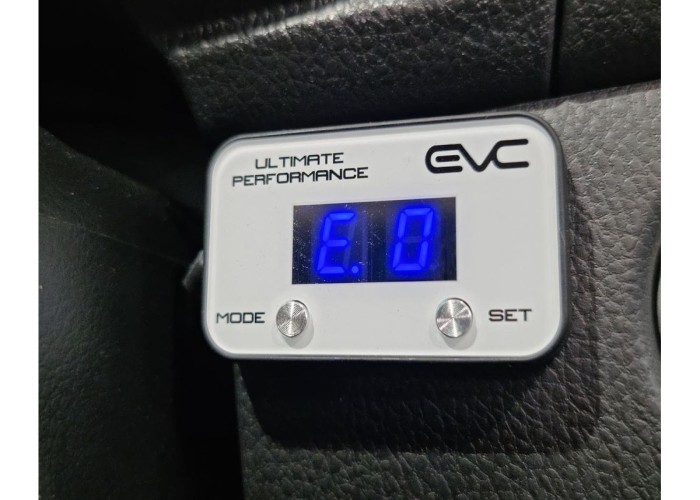 ULTIMATE
PERFORMANCE
EVC
E.0
MODE
SET